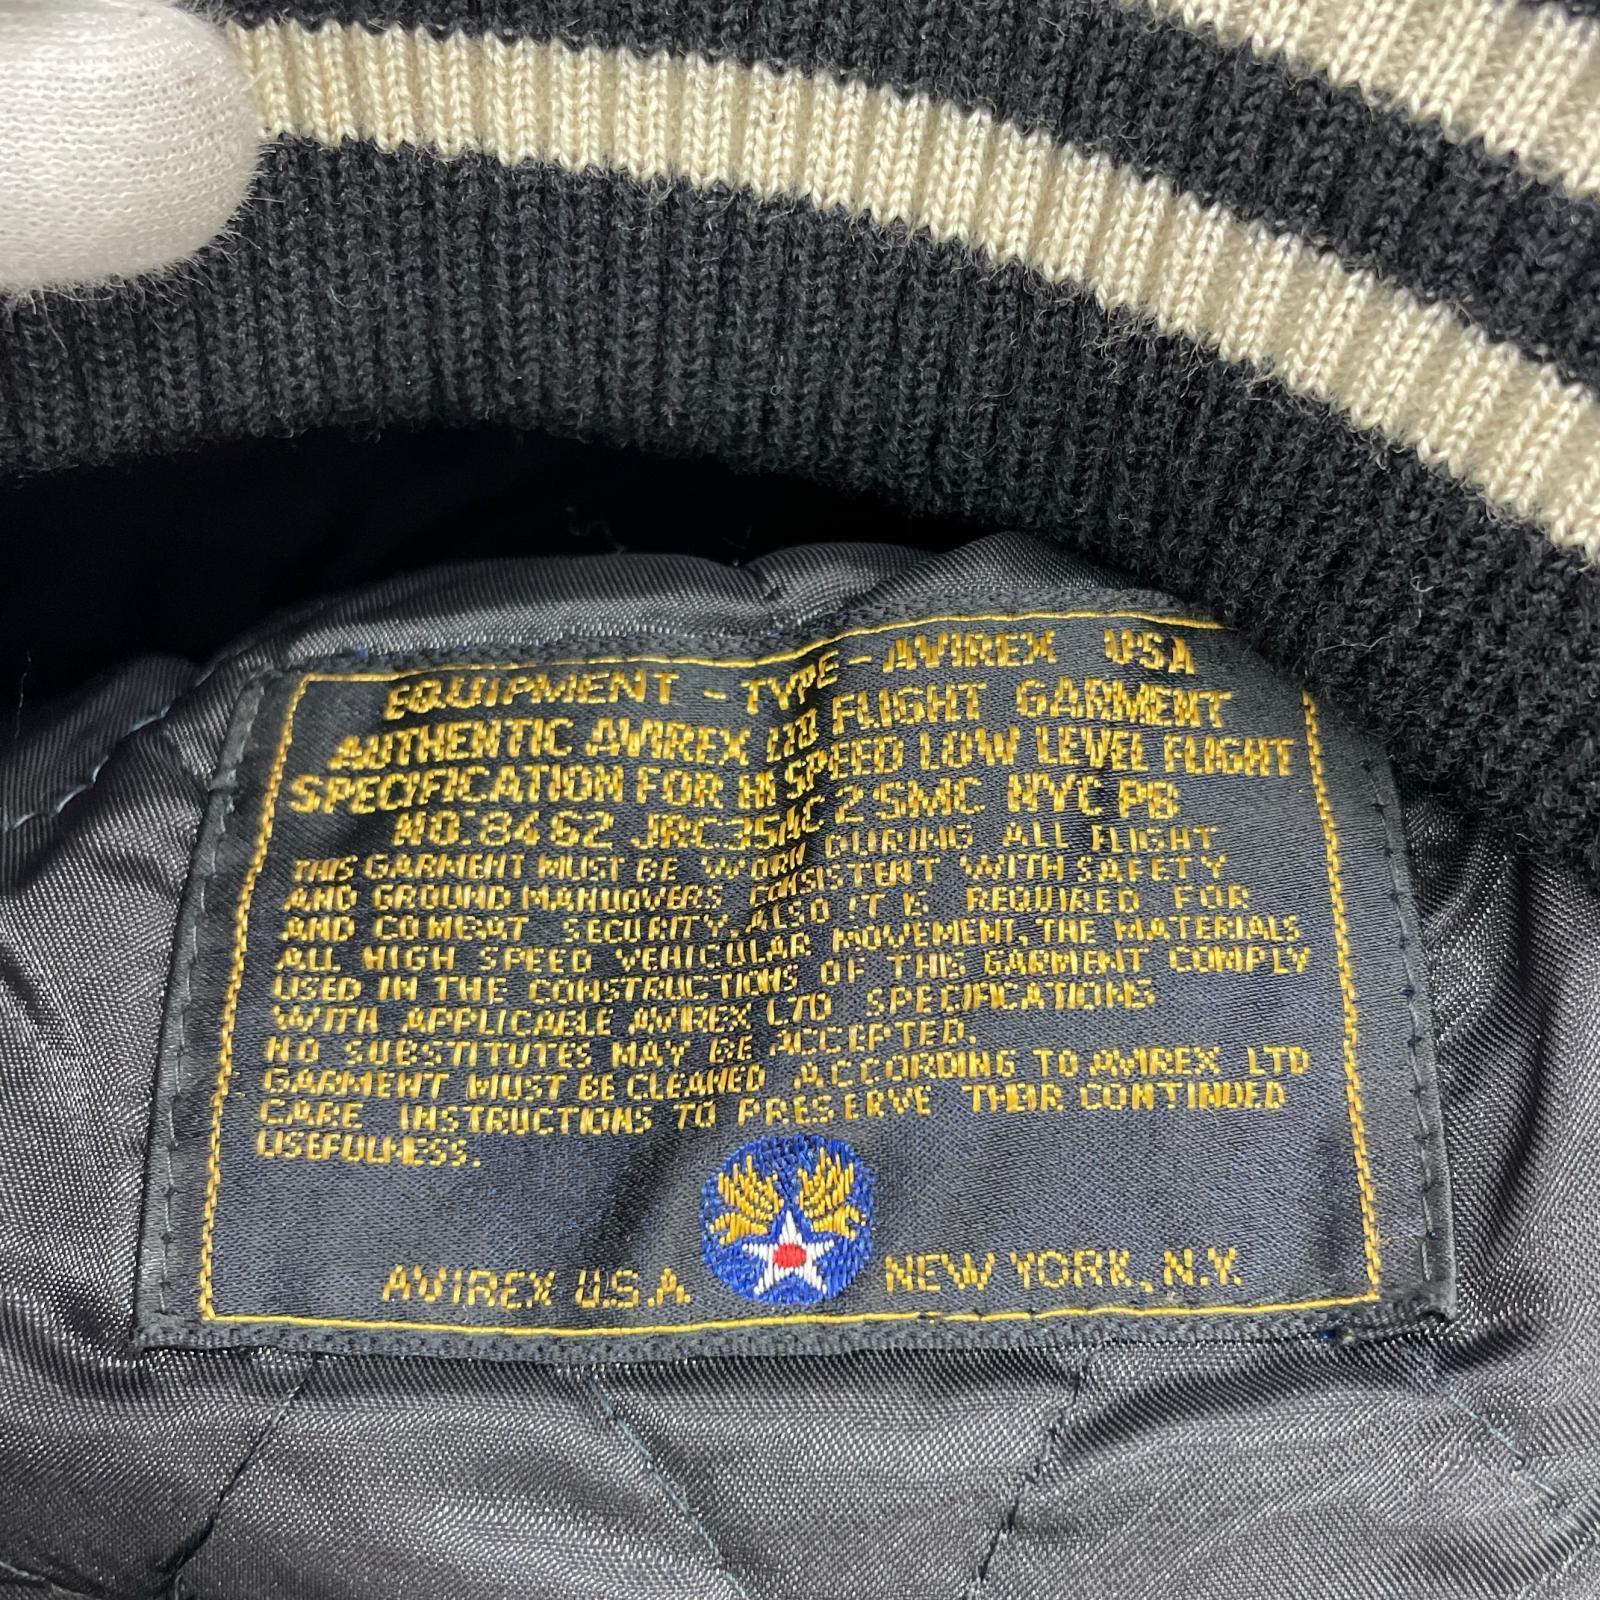 EQUIPMENT - TYPE - AVIREX USA
AUTHENTIC AVIREX LTD FLIGHT GARMENT
SPECIFICATION FOR HI SPEED LOW LEVEL FLIGHT
NO. 8452 JRC354C 2 SMC NYC PB
THIS GARMENT MUST BE WORN DURING ALL FLIGHT
AND GROUND MANUOVERS CONSISTENT WITH SAFETY
AND COMBAT SECURITY. ALSO IT IS REQUIRED FOR
ALL HIGH SPEED VEHICULAR MOVEMENT, THE MATERIALS
USED IN THE CONSTRUCTIONS OF THIS GARMENT COMPLY
WITH APPLICABLE AVIREX LTD SPECIFICATIONS
NO SUBSTITUTES MAY BE ACCEPTED.
GARMENT MUST BE CLEANED ACCORDING TO AVIREX LTD
CARE INSTRUCTIONS TO PRESERVE THEIR CONTINUED
USEFULNESS.
AVIREX U.S.A. NEW YORK, N.Y.